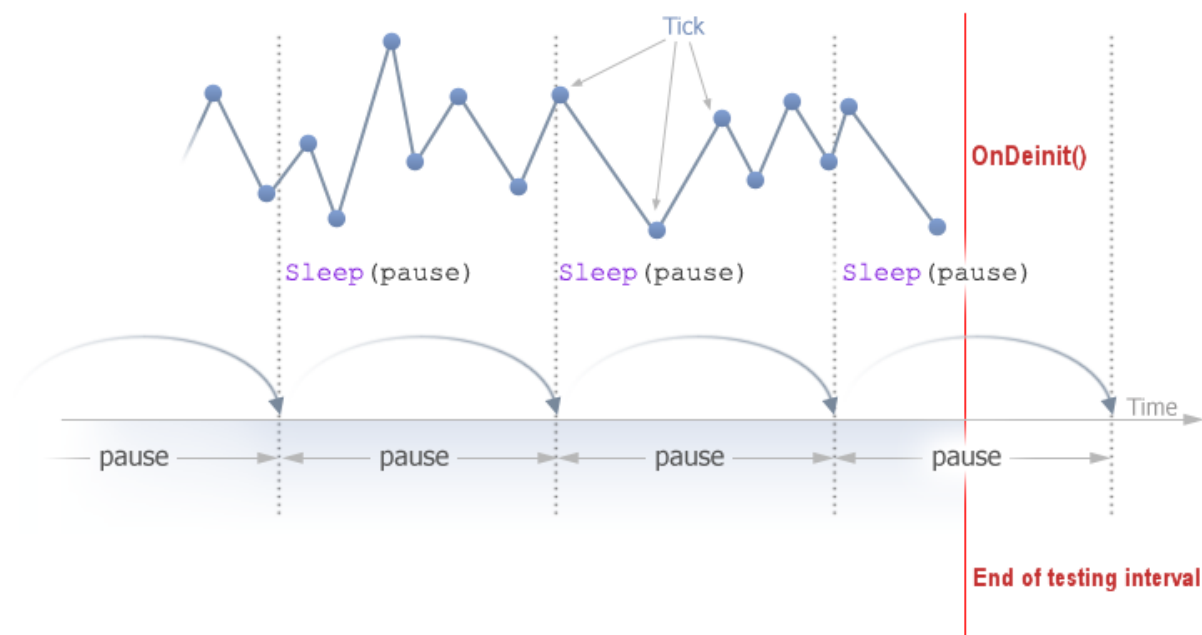 Tick
OnDeinit()
Sleep(pause) Sleep(pause) Sleep(pause)
Time
pause pause pause pause
End of testing interval